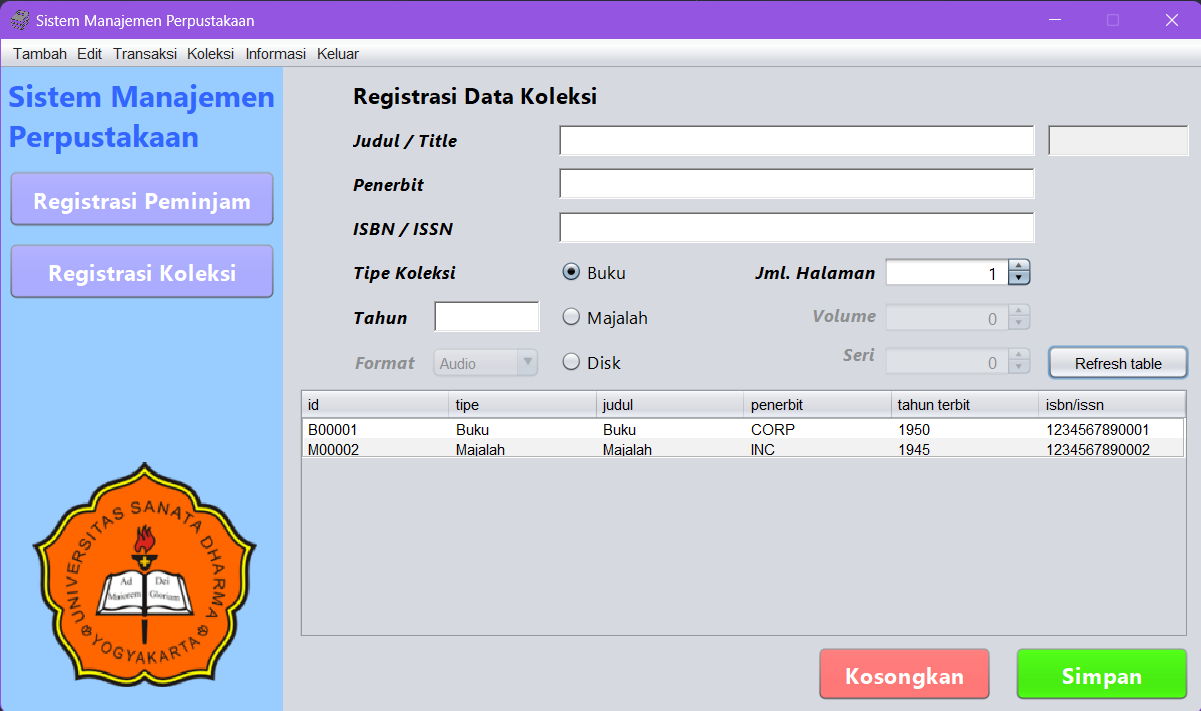 Sistem Manajemen Perpustakaan
Tambah Edit Transaksi Koleksi Informasi Keluar
Sistem Manajemen
Perpustakaan
Registrasi Peminjam
Registrasi Koleksi
UNIVERSITAS SANATA DHARMA
Ad Dei
Maiorem Gloriam
YOGYAKARTA
Registrasi Data Koleksi
Judul / Title
Penerbit
ISBN / ISSN
Tipe Koleksi Buku Jml. Halaman 1
Tahun Majalah Volume 0
Format Audio Disk Seri 0 Refresh table
id tipe judul penerbit tahun terbit isbn/issn
B00001 Buku Buku CORP 1950 1234567890001
M00002 Majalah Majalah INC 1945 1234567890002
Kosongkan Simpan